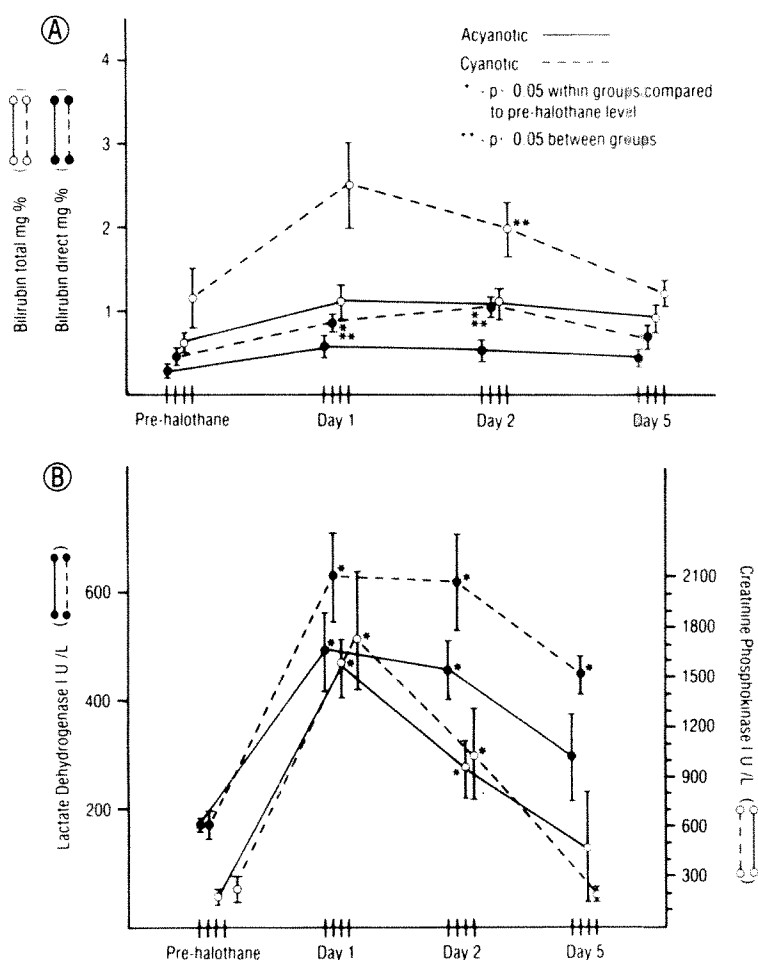 A
Bilirubin total mg %
Bilirubin direct mg %
4
3
2
1
Acyanotic
Cyanotic
* - p· 0.05 within groups compared
to pre-halothane level
** - p· 0.05 between groups
**
*
**
*
**
Pre-halothane
Day 1
Day 2
Day 5
B
Lactate Dehydrogenase I U /L
600
400
200
2100
1800
1500
1200
900
600
300
Creatinine Phosphokinase I U /L
*
*
*
*
*
*
*
*
*
*
Pre-halothane
Day 1
Day 2
Day 5